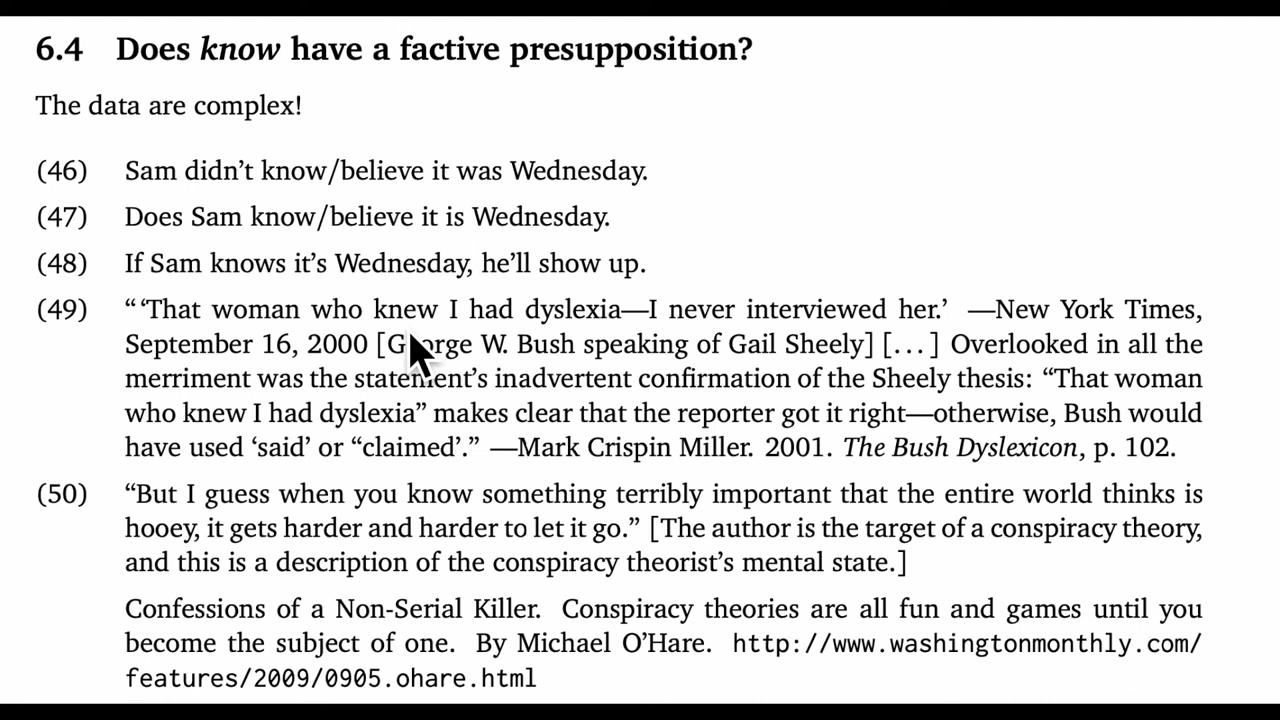 6.4 Does know have a factive presupposition?
The data are complex!
(46) Sam didn’t know/believe it was Wednesday.
(47) Does Sam know/believe it is Wednesday.
(48) If Sam knows it’s Wednesday, he’ll show up.
(49) “ ‘That woman who knew I had dyslexia—I never interviewed her.’ —New York Times,
September 16, 2000 [George W. Bush speaking of Gail Sheely] [...] Overlooked in all the
merriment was the statement’s inadvertent confirmation of the Sheely thesis: “That woman
who knew I had dyslexia” makes clear that the reporter got it right—otherwise, Bush would
have used ‘said’ or “claimed’.” —Mark Crispin Miller. 2001. The Bush Dyslexicon, p. 102.
(50) “But I guess when you know something terribly important that the entire world thinks is
hooey, it gets harder and harder to let it go.” [The author is the target of a conspiracy theory,
and this is a description of the conspiracy theorist’s mental state.]
Confessions of a Non-Serial Killer. Conspiracy theories are all fun and games until you
become the subject of one. By Michael O’Hare. http://www.washingtonmonthly.com/
features/2009/0905.ohare.html